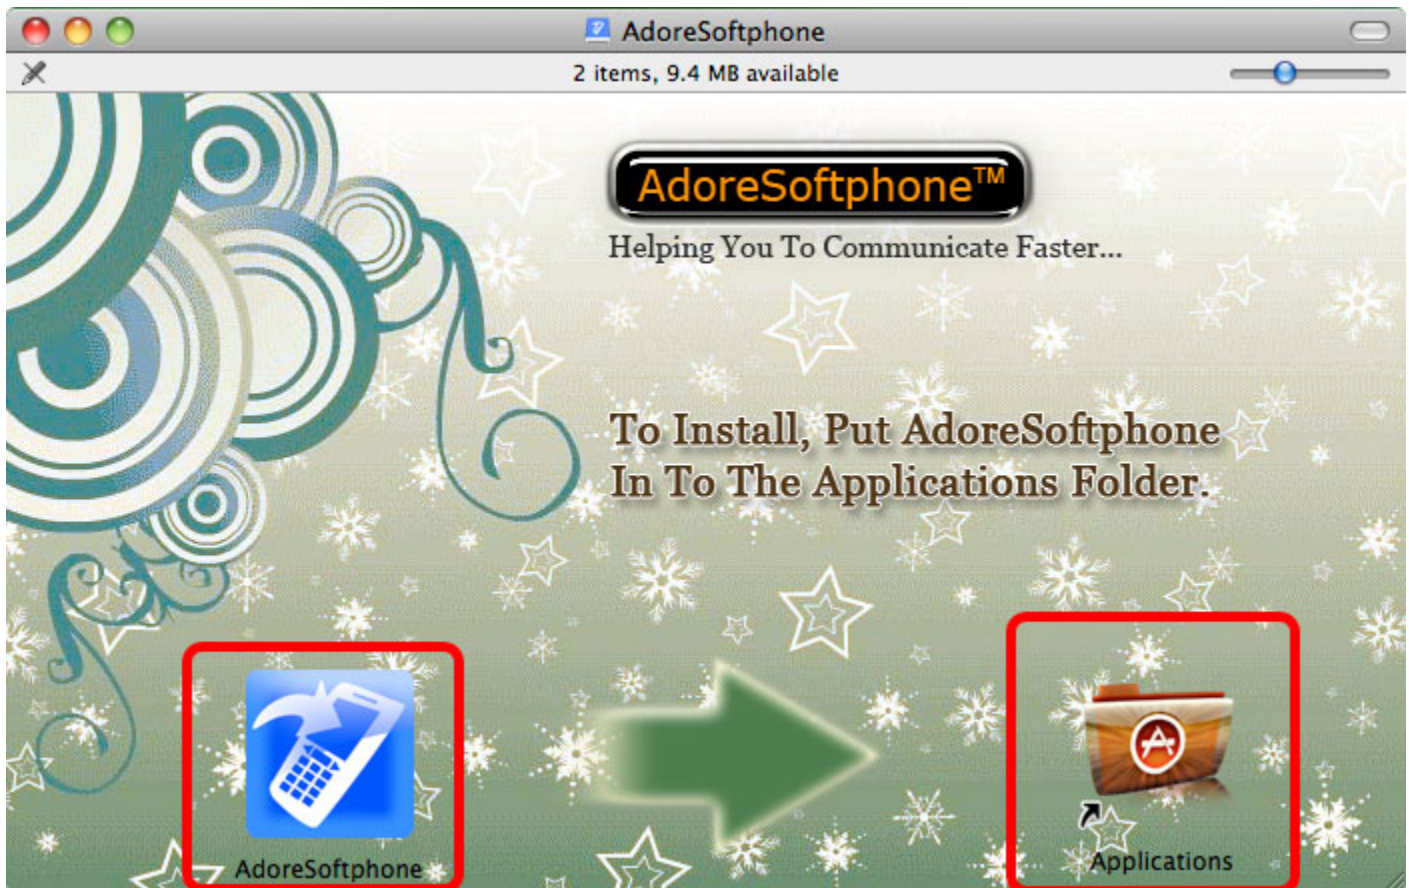 AdoreSoftphone
2 items, 9.4 MB available
AdoreSoftphone™
Helping You To Communicate Faster...
To Install, Put AdoreSoftphone
In To The Applications Folder.
AdoreSoftphone
Applications